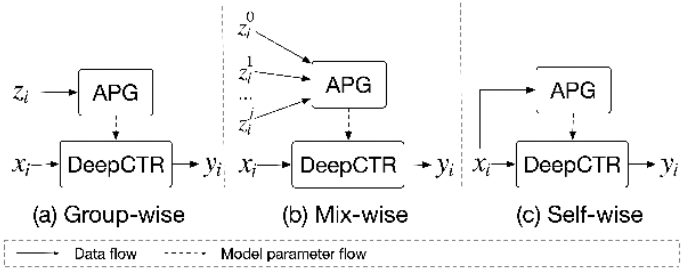 z_i APG
x_i DeepCTR y_i
(a) Group-wise
z_i^0
z_i^1
...
z_i^j
APG
x_i DeepCTR y_i
(b) Mix-wise
APG
x_i DeepCTR y_i
(c) Self-wise
Data flow Model parameter flow